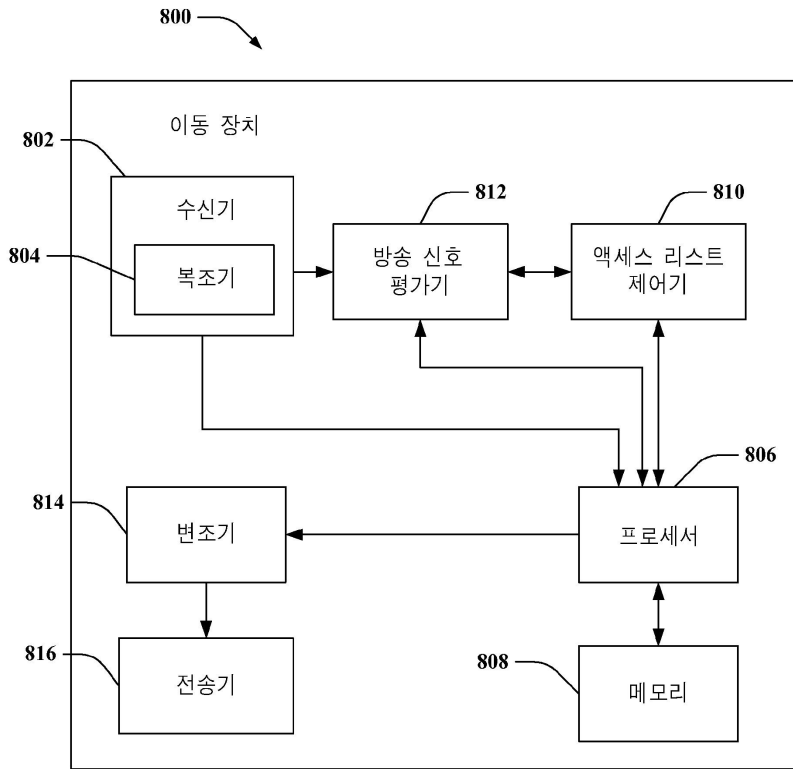 800
이동 장치
802
수신기
804
복조기
812
방송 신호
평가기
810
액세스 리스트
제어기
806
프로세서
814
변조기
816
전송기
808
메모리